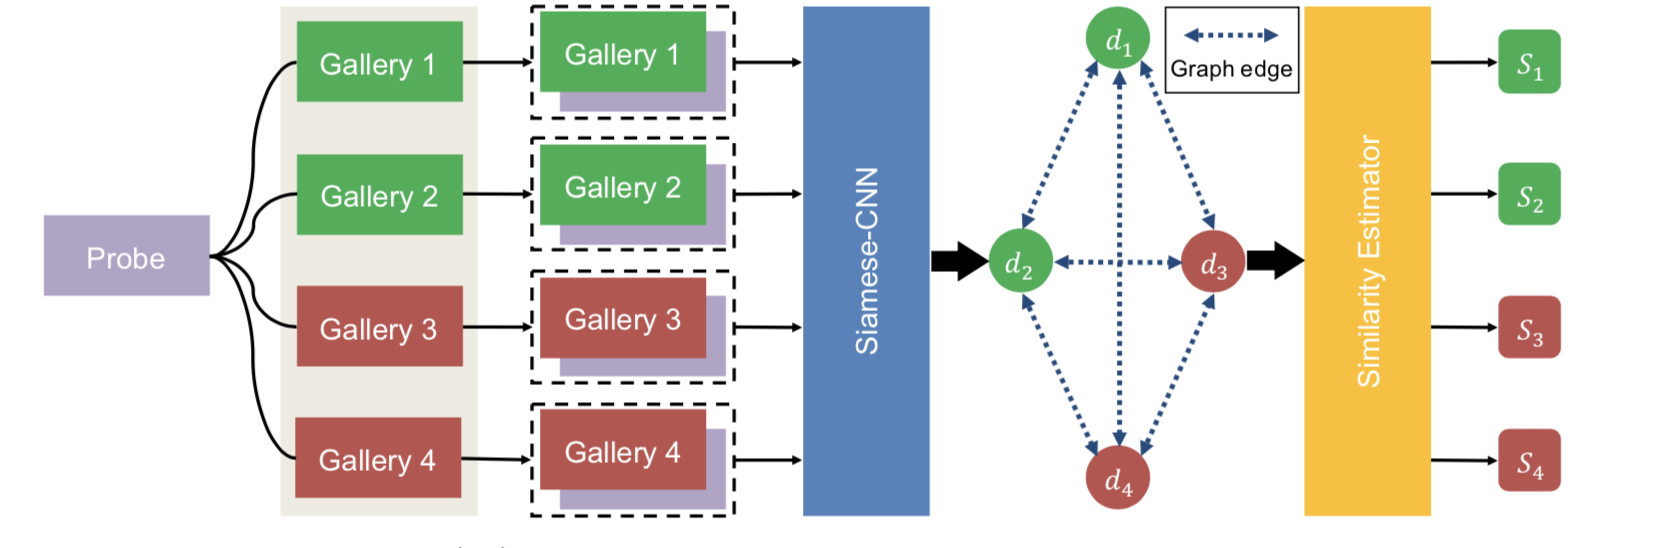 Probe
Gallery 1
Gallery 2
Gallery 3
Gallery 4
Gallery 1
Gallery 2
Gallery 3
Gallery 4
Siamese-CNN
d₁
d₂
d₃
d₄
Graph edge
Similarity Estimator
S₁
S₂
S₃
S₄